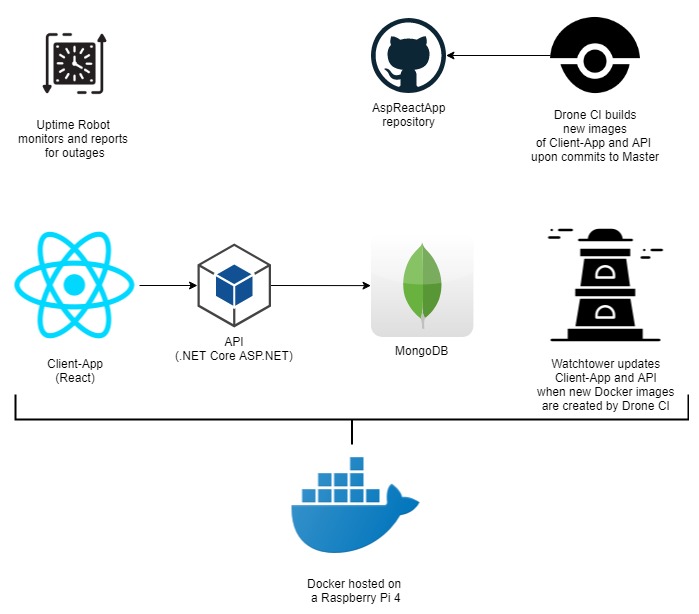 Uptime Robot
monitors and reports
for outages
AspReactApp
repository
Drone CI builds
new images
of Client-App and API
upon commits to Master
Client-App
(React)
API
(.NET Core ASP.NET)
MongoDB
D
D
Watchtower updates
Client-App and API
when new Docker images
are created by Drone CI
Docker hosted on
a Raspberry Pi 4